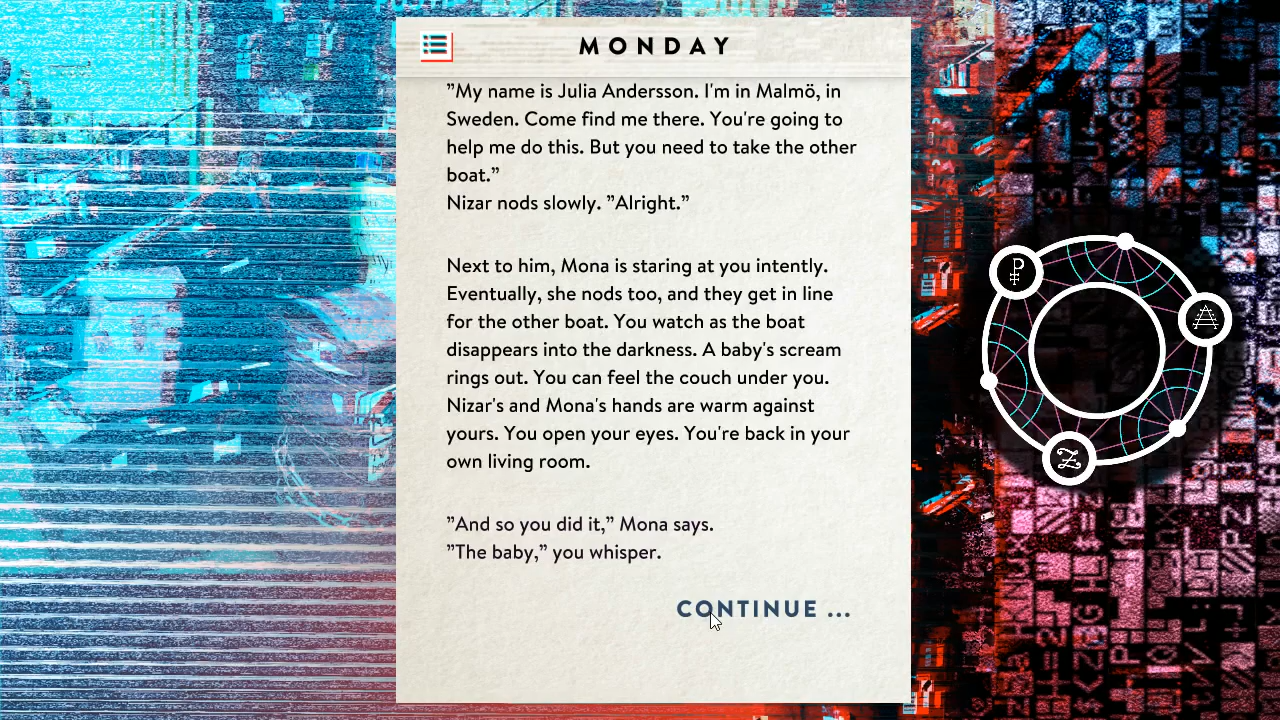 MONDAY
”My name is Julia Andersson. I'm in Malmö, in
Sweden. Come find me there. You're going to
help me do this. But you need to take the other
boat.”
Nizar nods slowly. ”Alright.”
Next to him, Mona is staring at you intently.
Eventually, she nods too, and they get in line
for the other boat. You watch as the boat
disappears into the darkness. A baby's scream
rings out. You can feel the couch under you.
Nizar's and Mona's hands are warm against
yours. You open your eyes. You're back in your
own living room.
”And so you did it,” Mona says.
”The baby,” you whisper.
CONTINUE ...